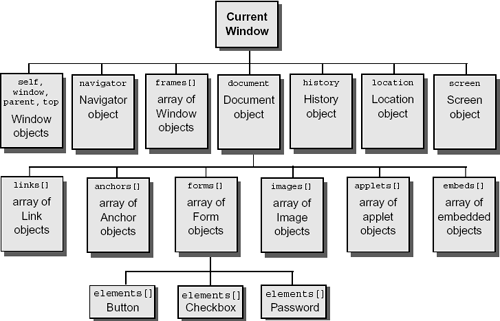 Current
Window
self,
window,
parent, top
Window
objects
navigator
Navigator
object
frames[]
array of
Window
objects
document
Document
object
history
History
object
location
Location
object
screen
Screen
object
links[]
array of
Link
objects
anchors[]
array of
Anchor
objects
forms[]
array of
Form
objects
images[]
array of
Image
objects
applets[]
array of
applet
objects
embeds[]
array of
embedded
objects
elements[]
Button
elements[]
Checkbox
elements[]
Password